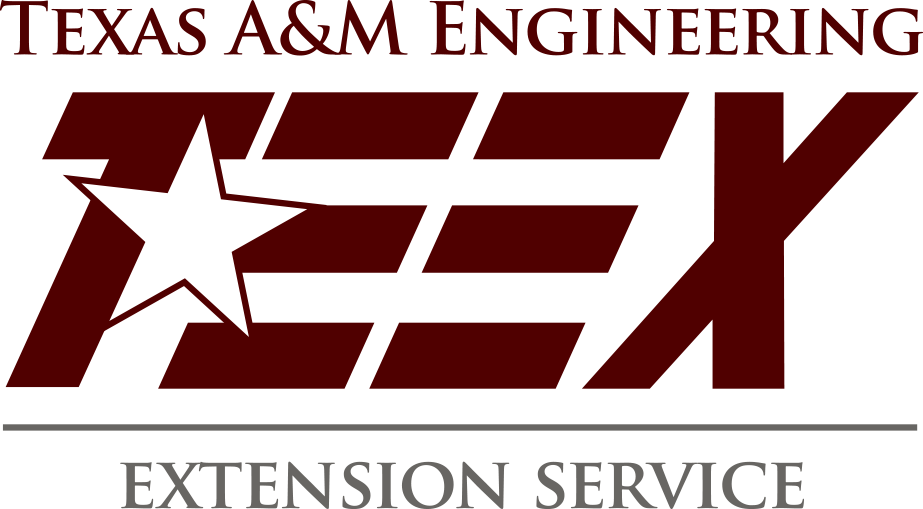 TEXAS A&M ENGINEERING
TEEX
EXTENSION SERVICE